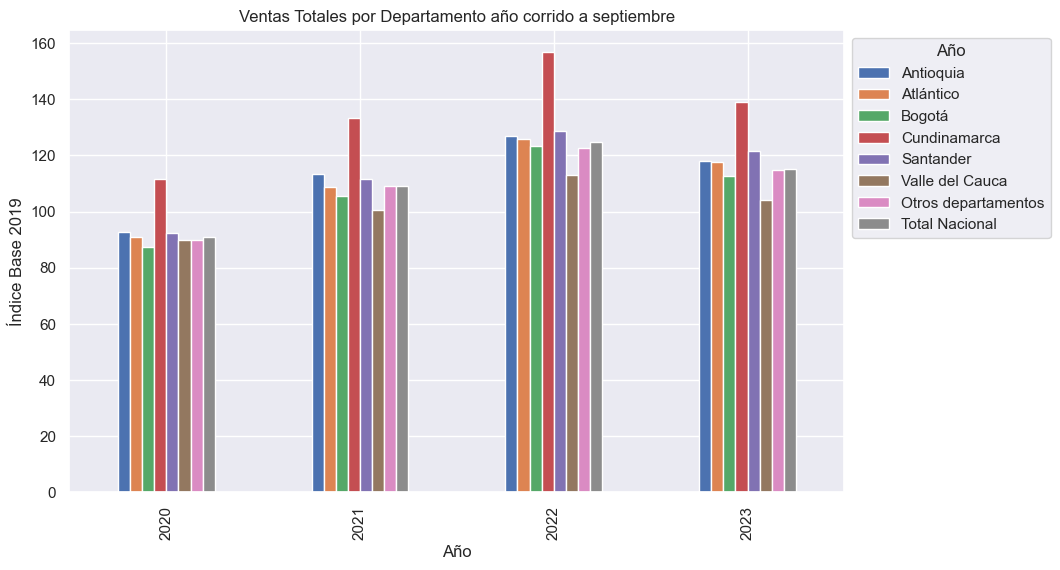 Ventas Totales por Departamento año corrido a septiembre
Índice Base 2019
160
140
120
100
80
60
40
20
0
2020
2021
2022
2023
Año
Año
Antioquia
Atlántico
Bogotá
Cundinamarca
Santander
Valle del Cauca
Otros departamentos
Total Nacional